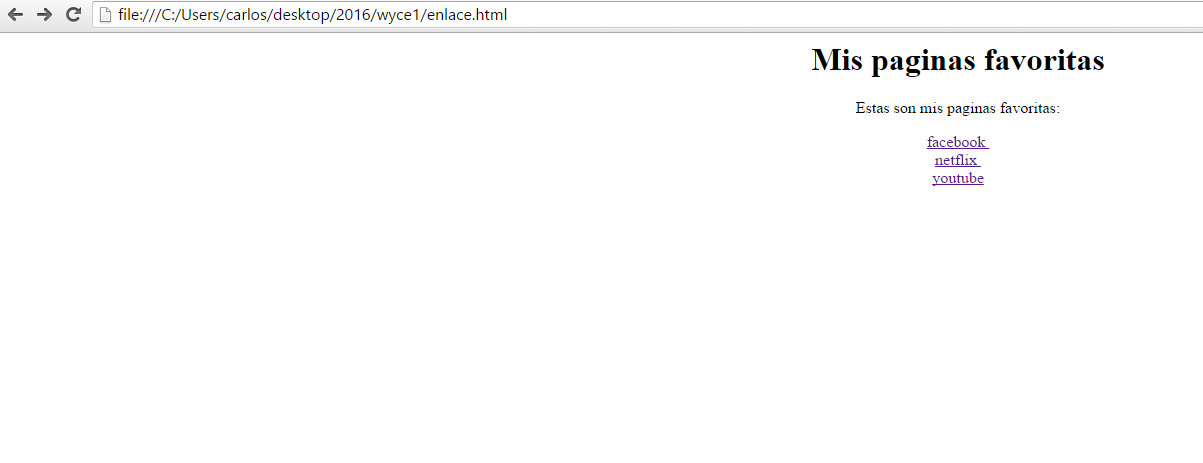 file:///C:/Users/carlos/desktop/2016/wyce1/enlace.html
Mis paginas favoritas
Estas son mis paginas favoritas:
facebook
netflix
youtube